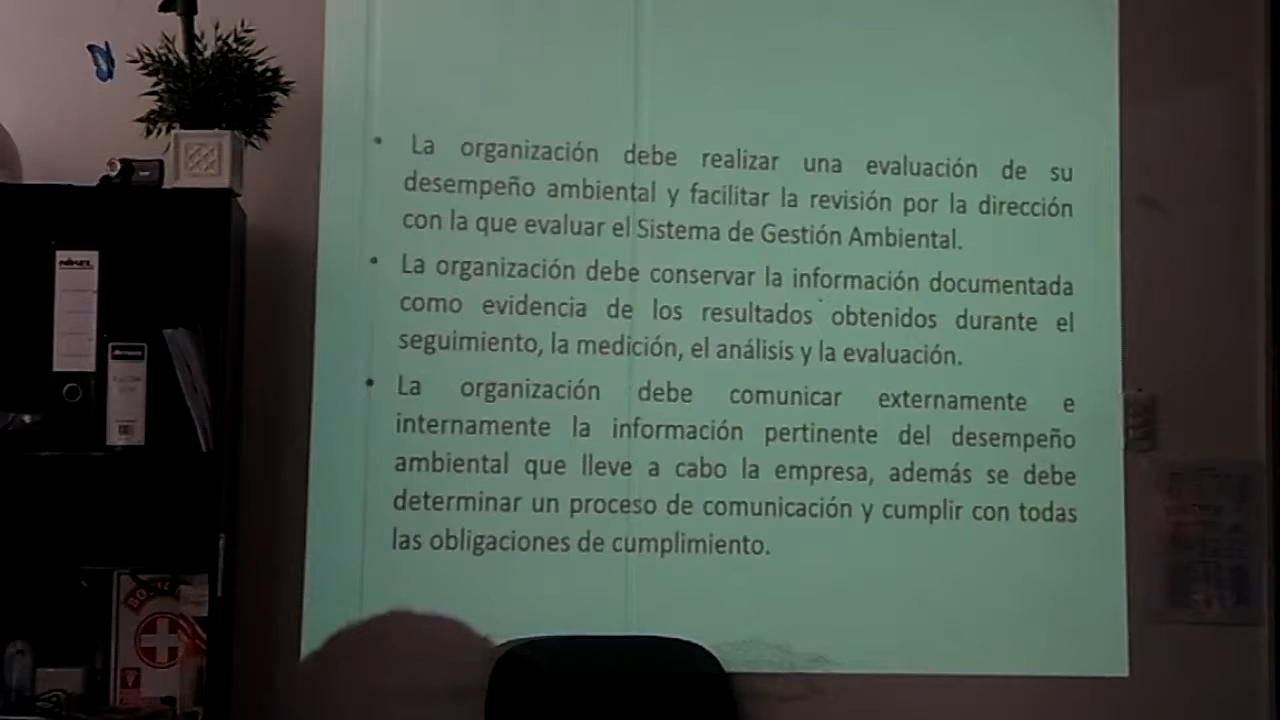 • La organización debe realizar una evaluación de su
desempeño ambiental y facilitar la revisión por la dirección
con la que evaluar el Sistema de Gestión Ambiental.
• La organización debe conservar la información documentada
como evidencia de los resultados obtenidos durante el
seguimiento, la medición, el análisis y la evaluación.
• La organización debe comunicar externamente e
internamente la información pertinente del desempeño
ambiental que lleve a cabo la empresa, además se debe
determinar un proceso de comunicación y cumplir con todas
las obligaciones de cumplimiento.